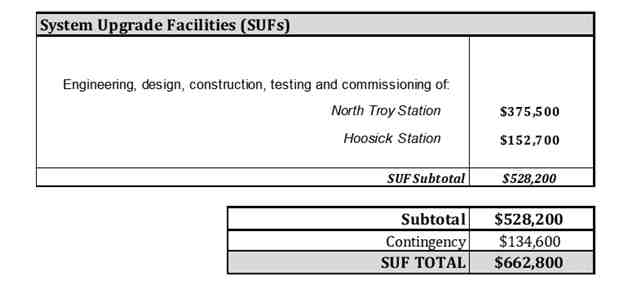 System Upgrade Facilities (SUFs)
Engineering, design, construction, testing and commissioning of:
North Troy Station $375,500
Hoosick Station $152,700
SUF Subtotal $528,200
Subtotal $528,200
Contingency $134,600
SUF TOTAL $662,800